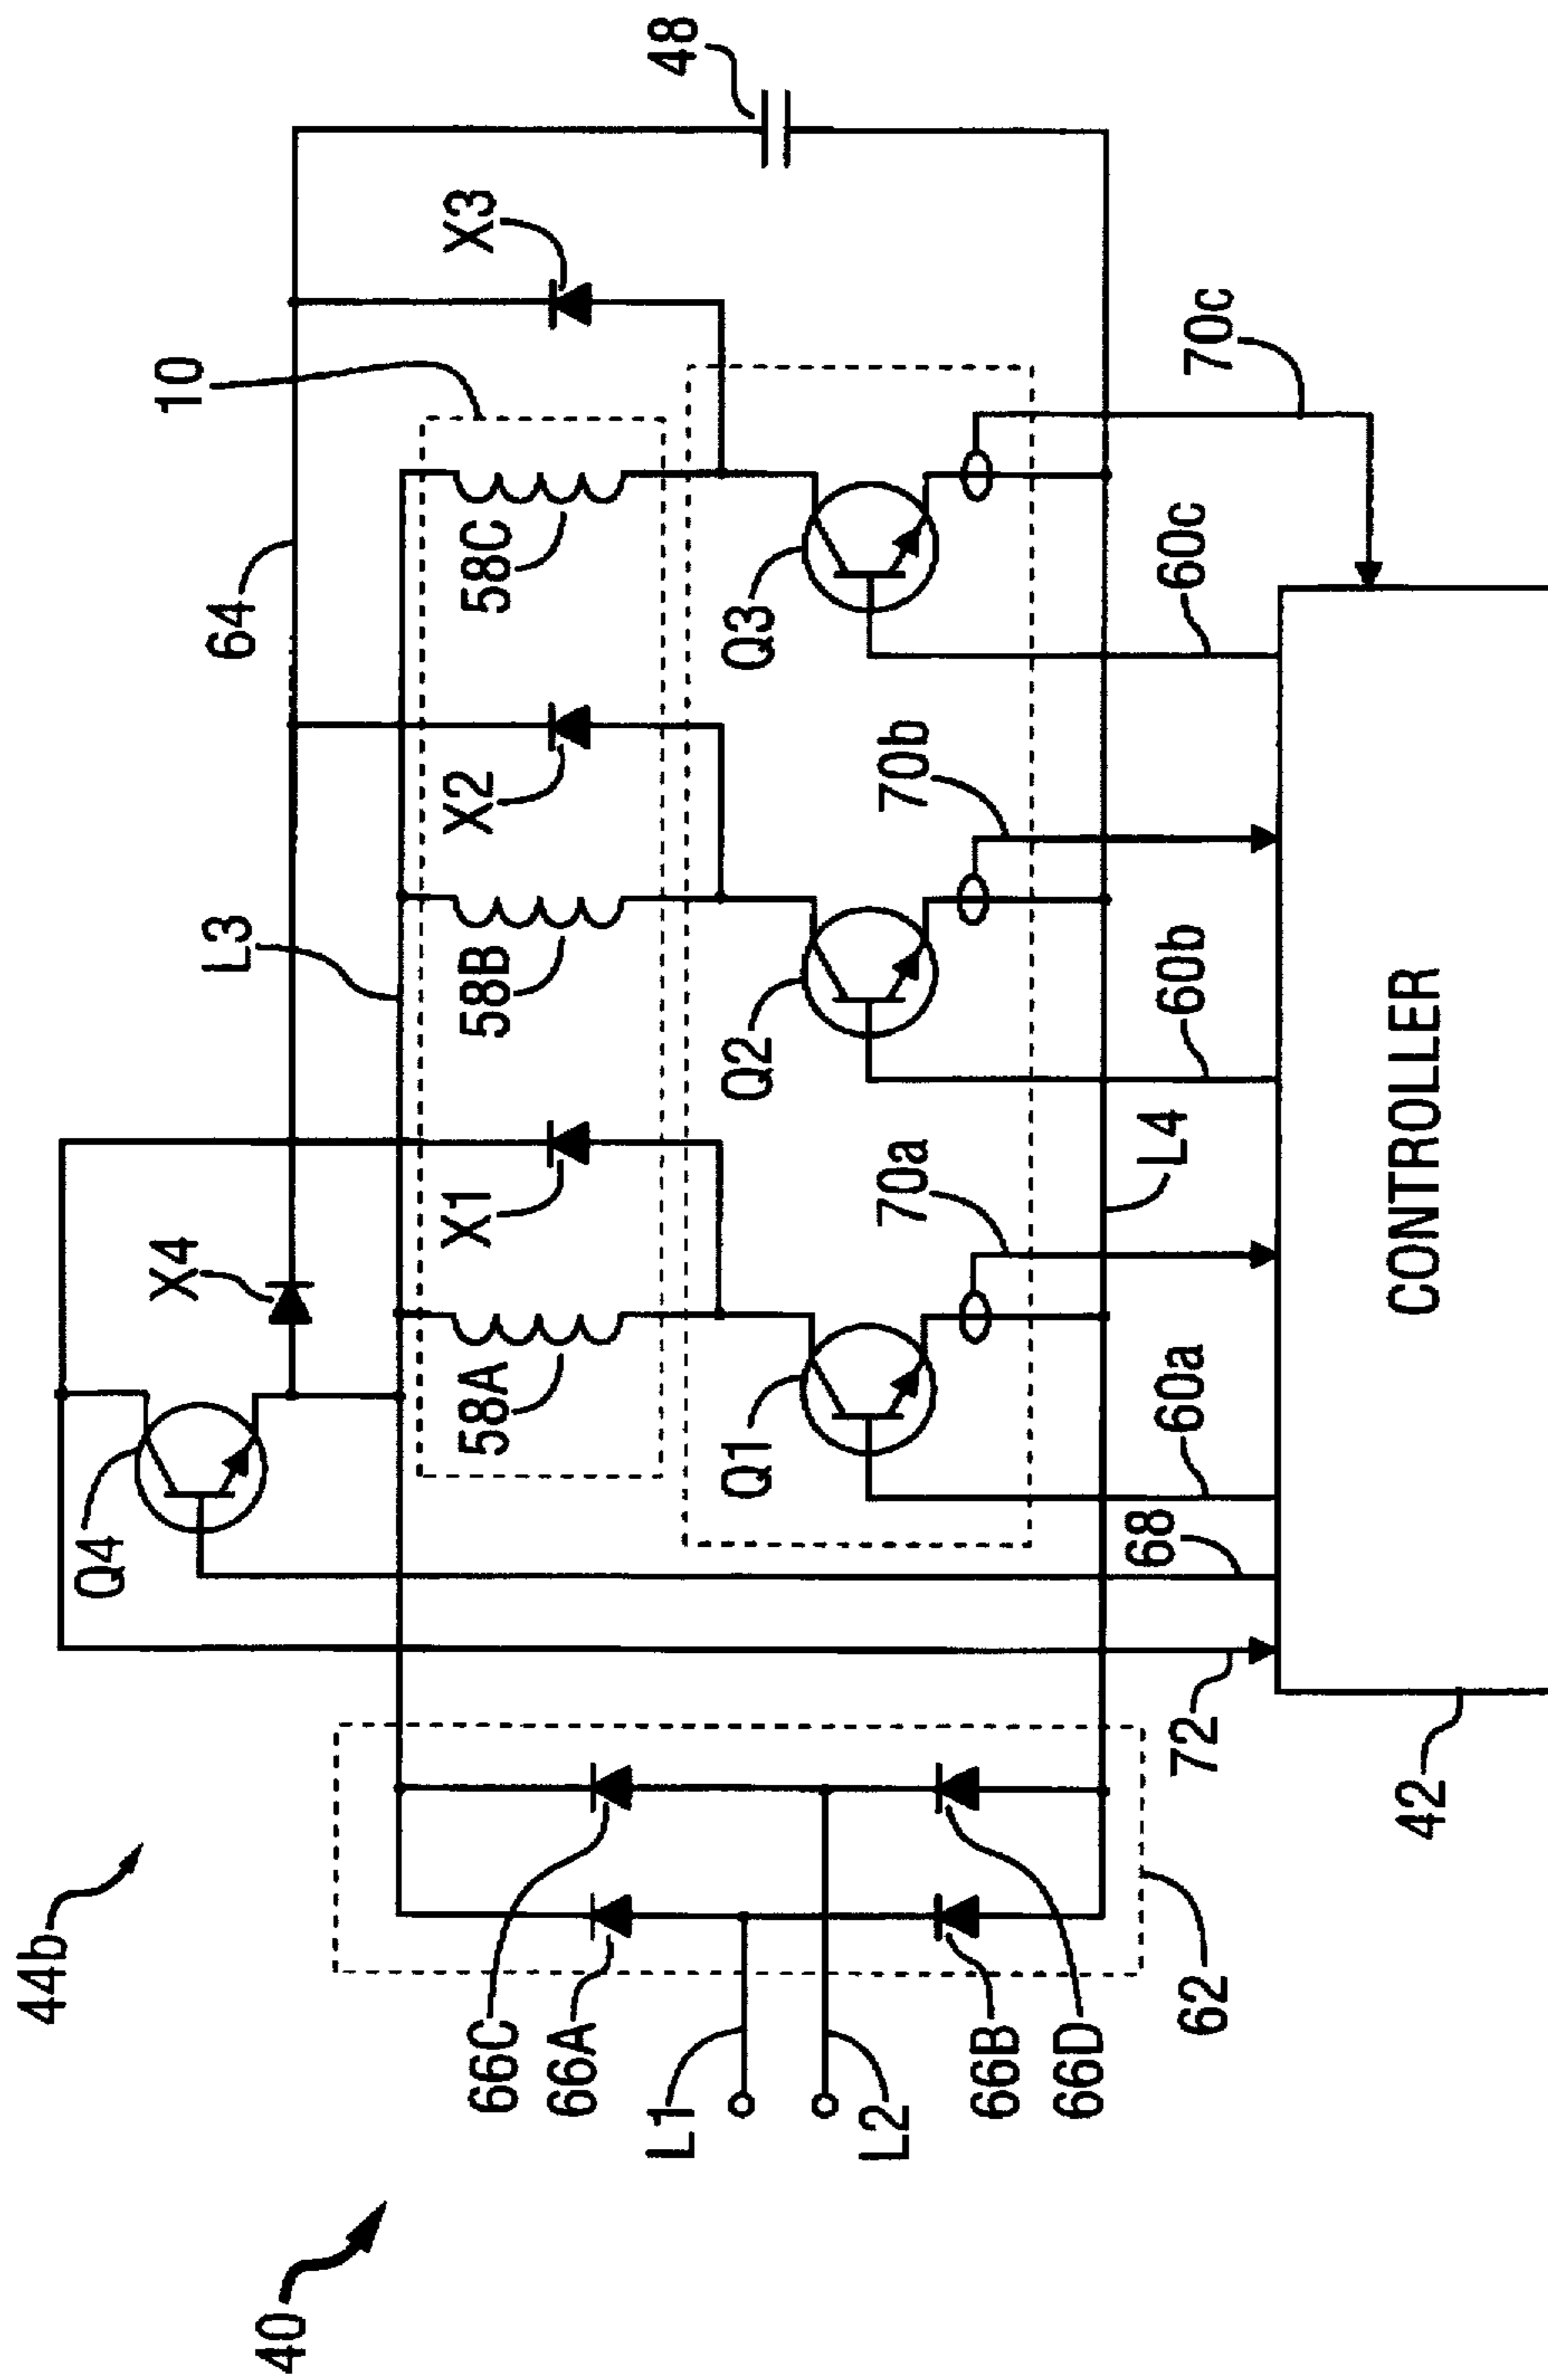 40
44b
Q4
X4
L3
64
10
48
X1
X2
X3
58A
58B
58C
66C
66A
L1
L2
66B
66D
62
Q1
Q2
Q3
70a
70b
70c
72
68
60a
L4
60b
60c
42
CONTROLLER